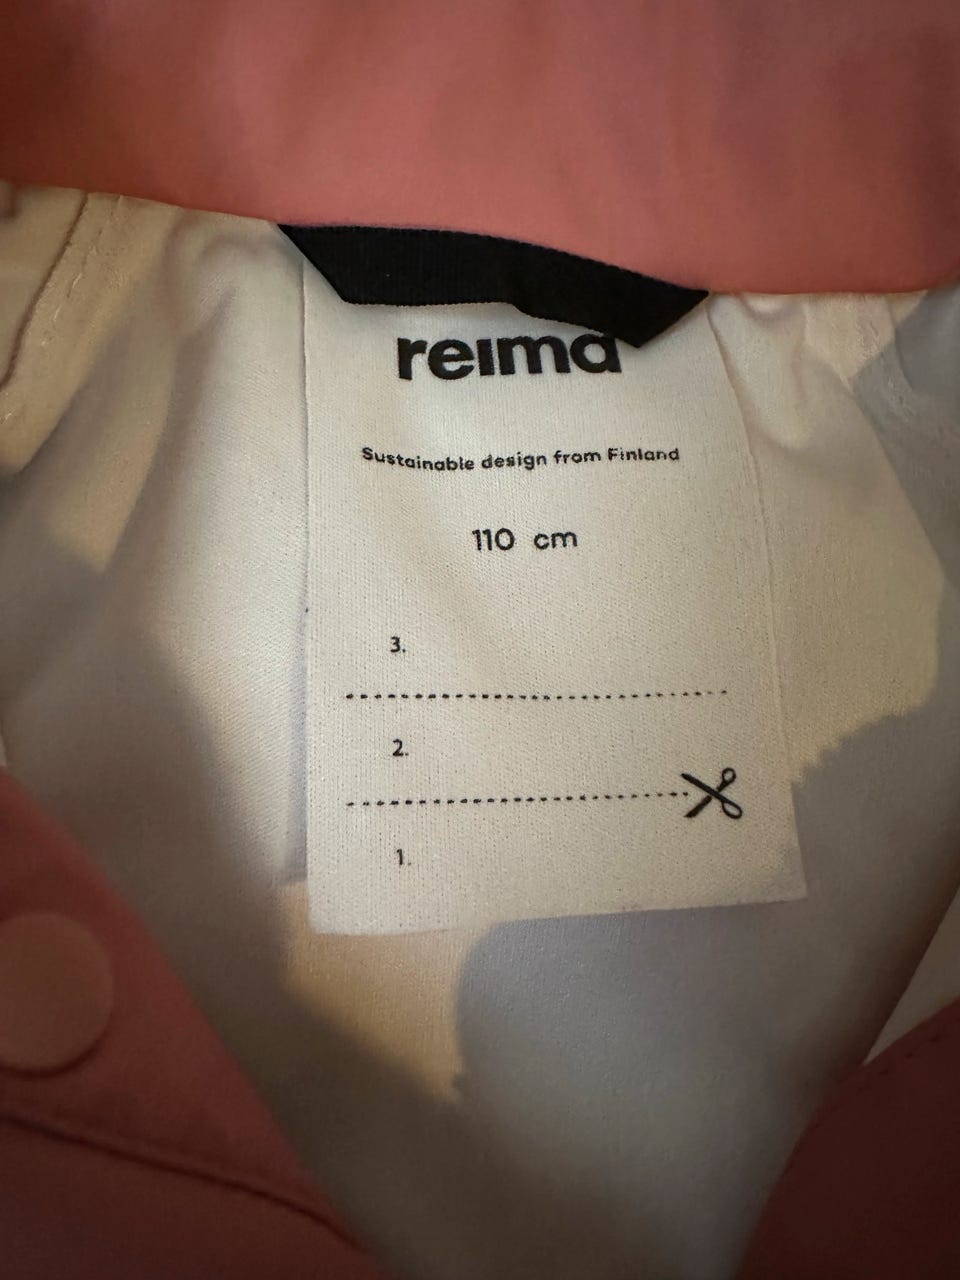 reima
Sustainable design from Finland
110 cm
3.
2.
1.